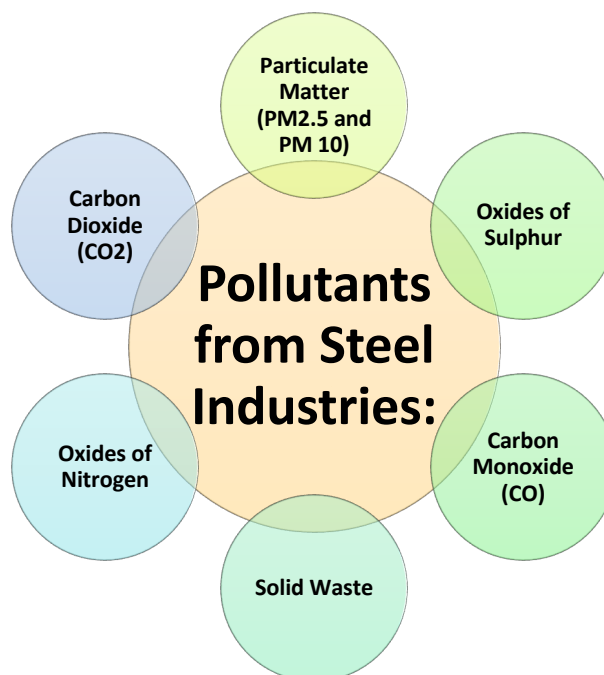 Particulate
Matter
(PM2.5 and
PM 10)
Oxides of
Sulphur
Carbon
Monoxide
(CO)
Solid Waste
Oxides of
Nitrogen
Carbon
Dioxide
(CO2)
Pollutants
from Steel
Industries: